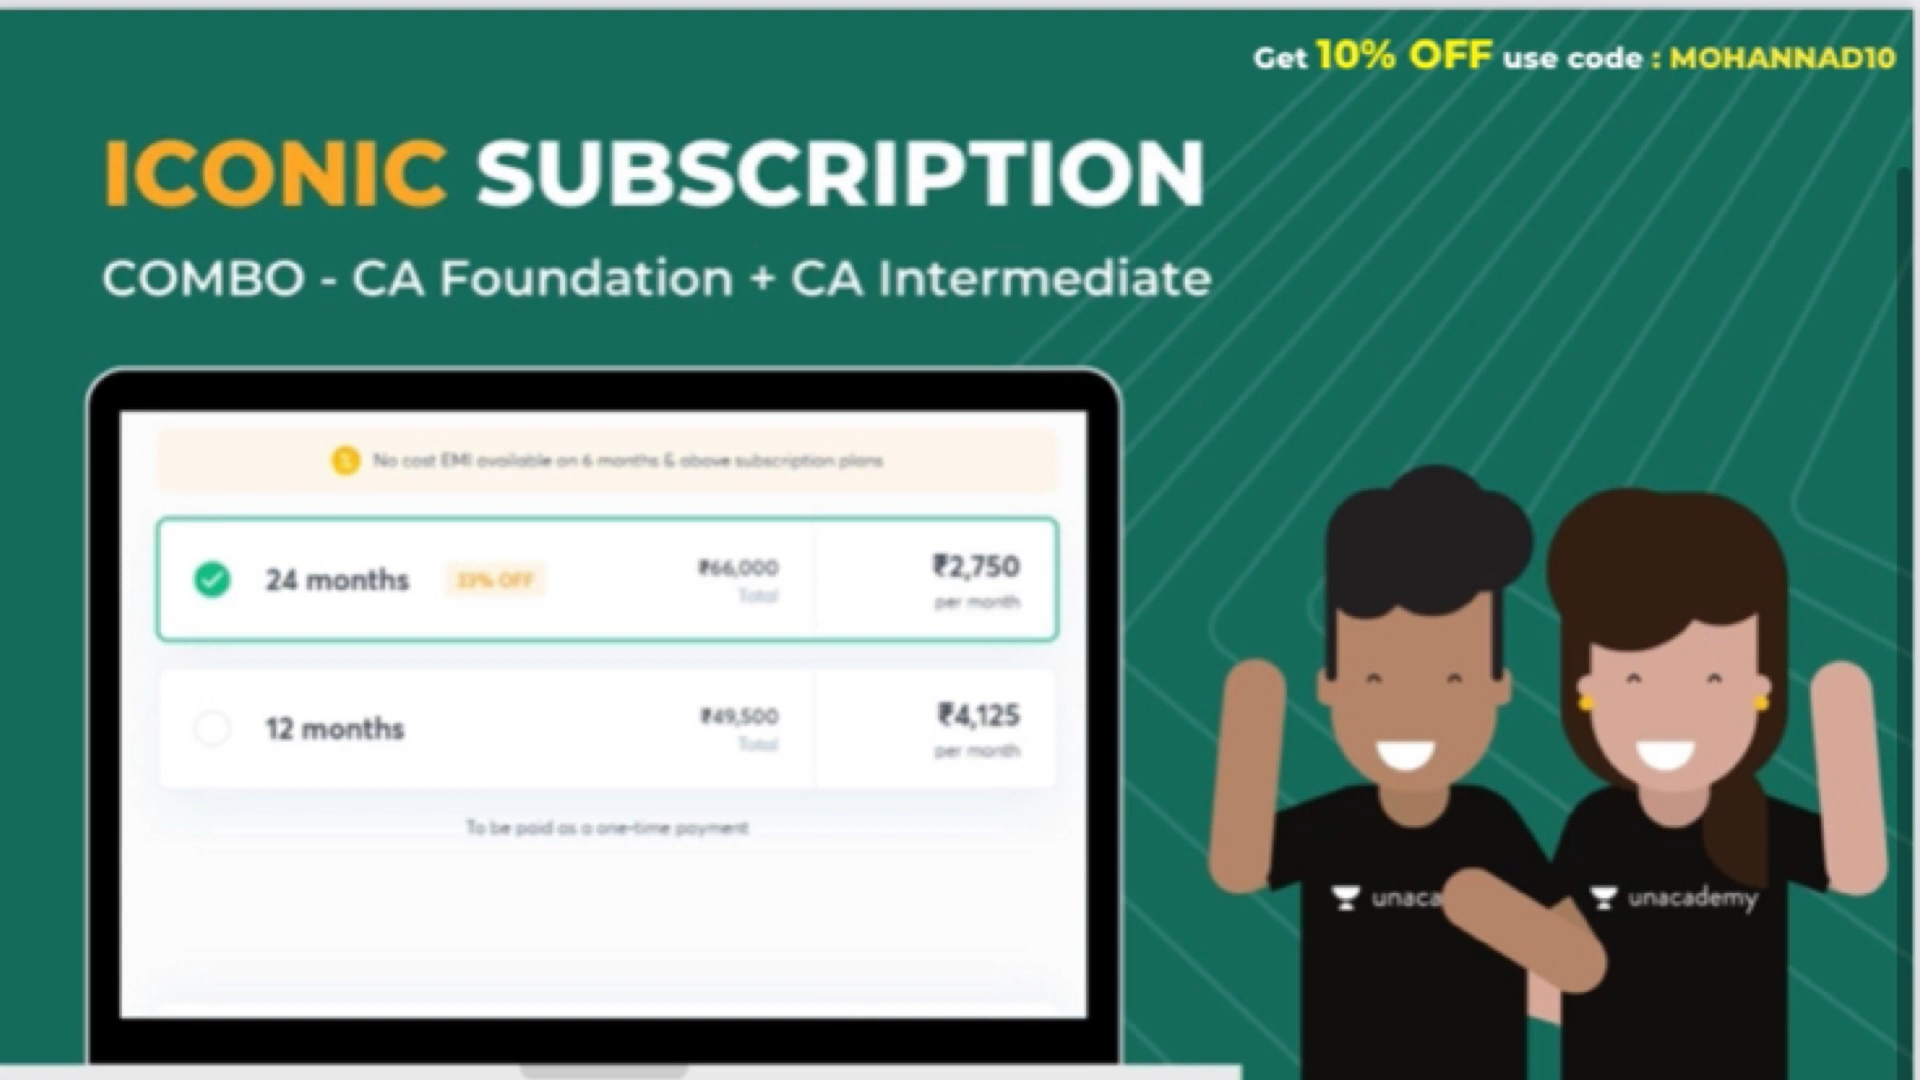 Get 10% OFF use code : MOHANNAD10
ICONIC SUBSCRIPTION
COMBO - CA Foundation + CA Intermediate
No cost EMI available on 6 months & above subscription plans
24 months 33% OFF ₹66,000 ₹2,750
Total per month
12 months ₹49,500 ₹4,125
Total per month
To be paid as a one-time payment
unaca unacademy